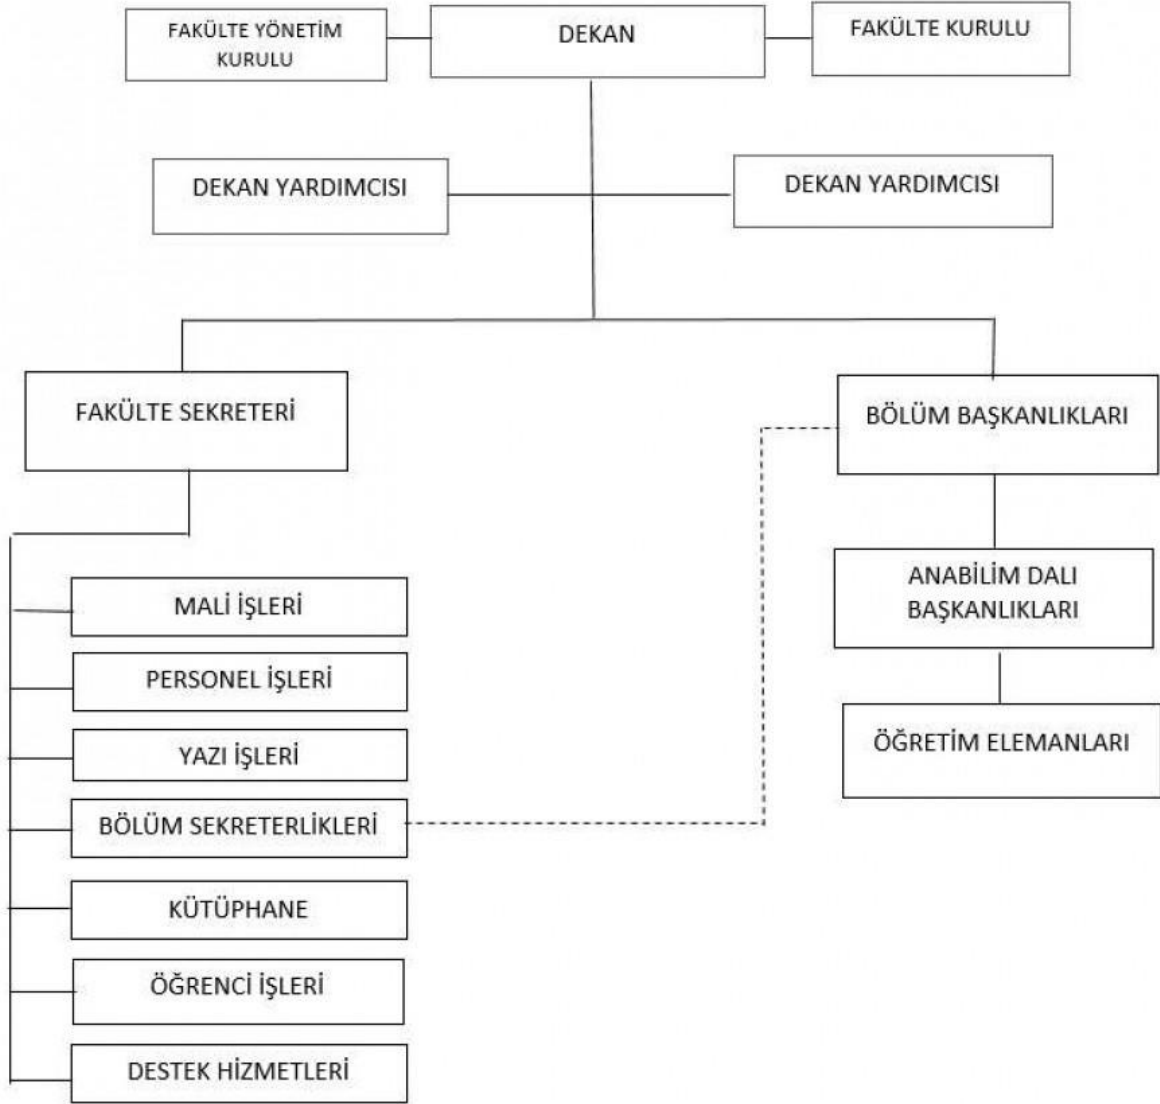 FAKÜLTE YÖNETİM
KURULU
DEKAN
FAKÜLTE KURULU
DEKAN YARDIMCISI
DEKAN YARDIMCISI
FAKÜLTE SEKRETERİ
BÖLÜM BAŞKANLIKLARI
ANABİLİM DALI
BAŞKANLIKLARI
ÖĞRETİM ELEMANLARI
MALİ İŞLERİ
PERSONEL İŞLERİ
YAZI İŞLERİ
BÖLÜM SEKRETERLİKLERİ
KÜTÜPHANE
ÖĞRENCİ İŞLERİ
DESTEK HİZMETLERİ